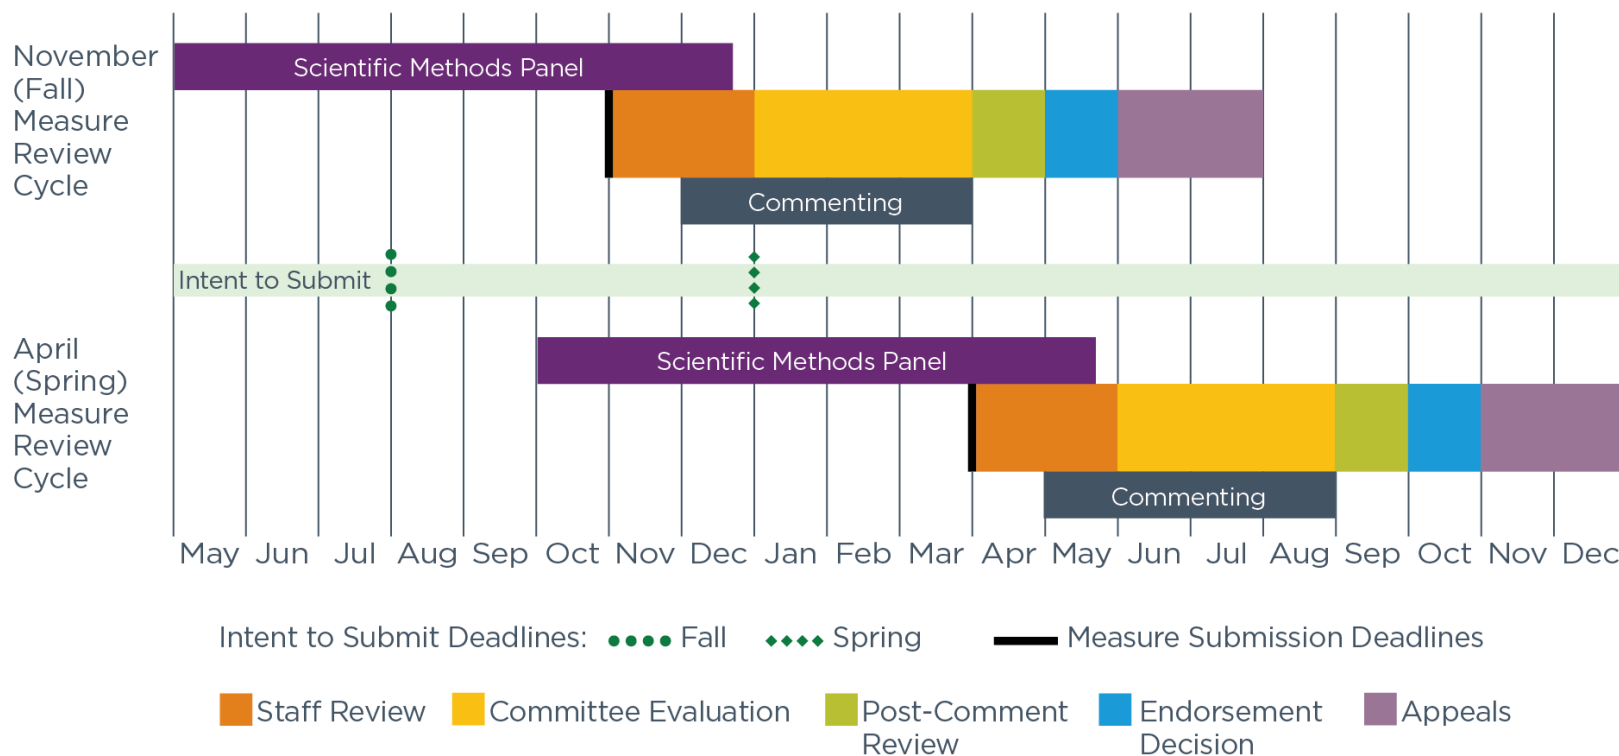 November
(Fall)
Measure
Review
Cycle
Scientific Methods Panel
Commenting
Intent to Submit
April
(Spring)
Measure
Review
Cycle
Scientific Methods Panel
Commenting
May Jun Jul Aug Sep Oct Nov Dec Jan Feb Mar Apr May Jun Jul Aug Sep Oct Nov Dec
Intent to Submit Deadlines: Fall Spring Measure Submission Deadlines
Staff Review Committee Evaluation Post-Comment Endorsement Appeals
Review Decision